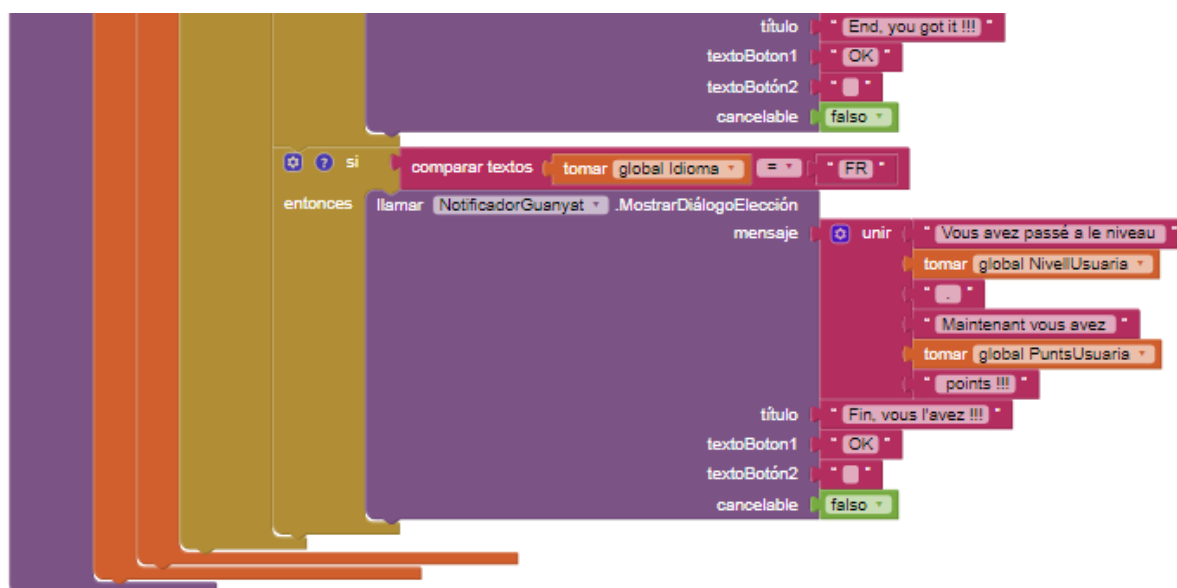 título " End, you got it !!! "
textoBoton1 " OK "
textoBotón2 " "
cancelable falso
si comparar textos tomar global Idioma = " FR "
entonces llamar NotificadorGuanyat .MostrarDiálogoElección
mensaje unir " Vous avez passé a le niveau "
tomar global NivellUsuaria
" . "
" Maintenant vous avez "
tomar global PuntsUsuaria
" points !!! "
título " Fin, vous l'avez !!! "
textoBoton1 " OK "
textoBotón2 " "
cancelable falso